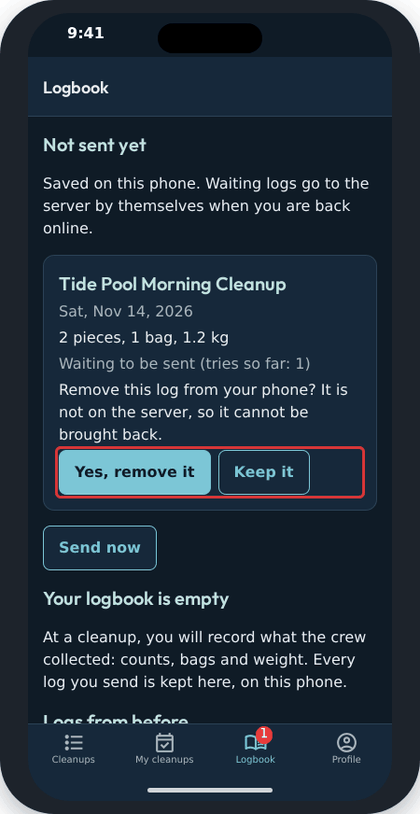 9:41
Logbook
Not sent yet
Saved on this phone. Waiting logs go to the
server by themselves when you are back
online.
Tide Pool Morning Cleanup
Sat, Nov 14, 2026
2 pieces, 1 bag, 1.2 kg
Waiting to be sent (tries so far: 1)
Remove this log from your phone? It is
not on the server, so it cannot be
brought back.
Yes, remove it
Keep it
Send now
Your logbook is empty
At a cleanup, you will record what the crew
collected: counts, bags and weight. Every
log you send is kept here, on this phone.
Logs from before
1
Cleanups
My cleanups
Logbook
Profile